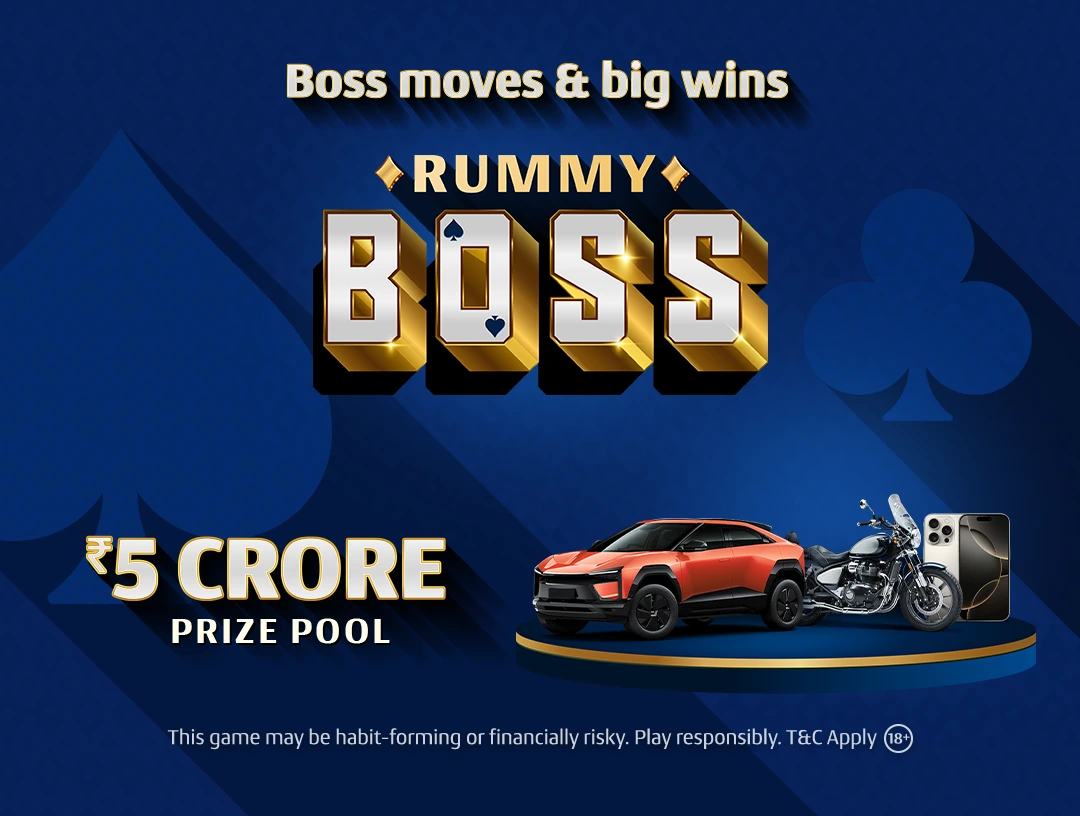 Boss moves & big wins
RUMMY
BOSS
₹5 CRORE
PRIZE POOL
This game may be habit-forming or financially risky. Play responsibly. T&C Apply 18+